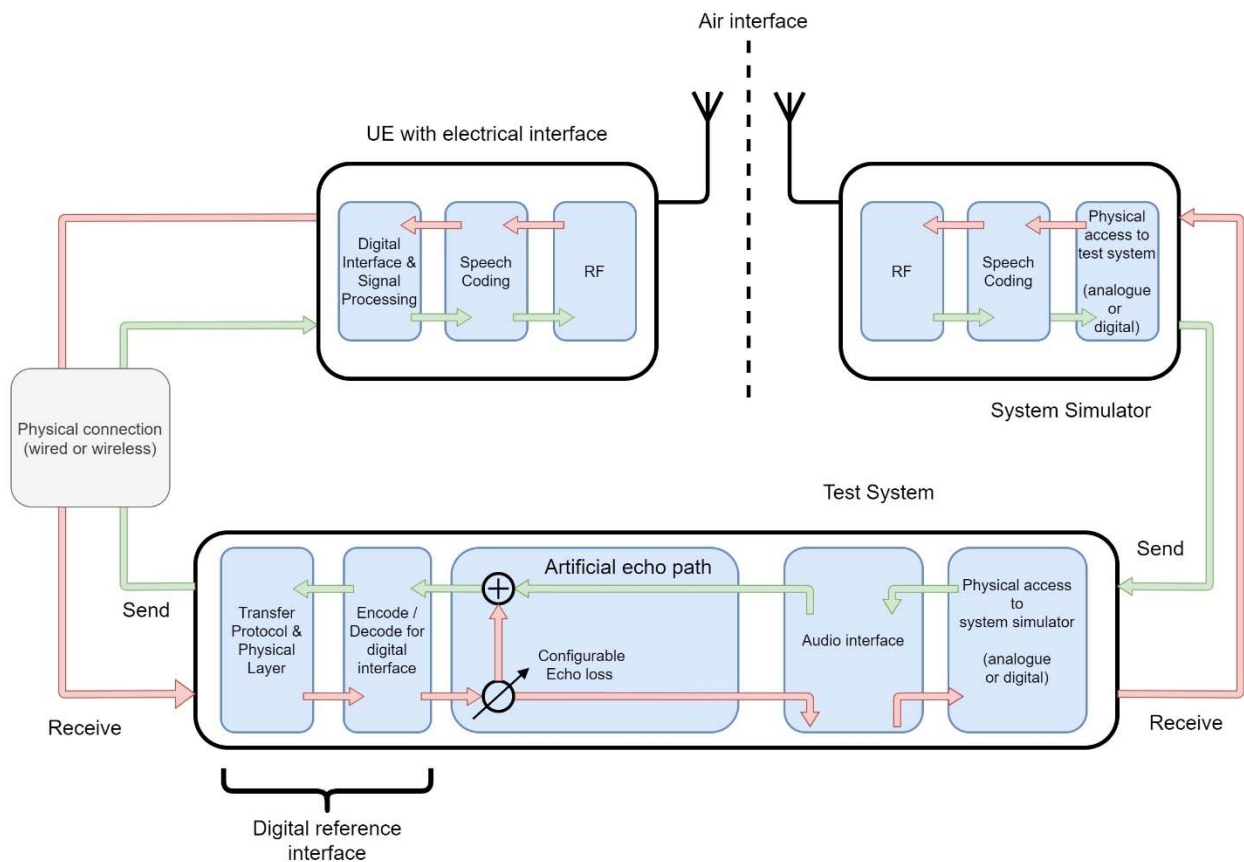 Air interface
UE with electrical interface
Digital
Interface &
Signal
Processing
Speech
Coding
RF
RF
Speech
Coding
Physical
access to
test system
(analogue
or
digital)
System Simulator
Physical connection
(wired or wireless)
Test System
Send
Receive
Transfer
Protocol &
Physical
Layer
Encode /
Decode for
digital
interface
Artificial echo path
Configurable
Echo loss
Audio interface
Physical access
to
system simulator
(analogue
or digital)
Send
Receive
Digital reference
interface